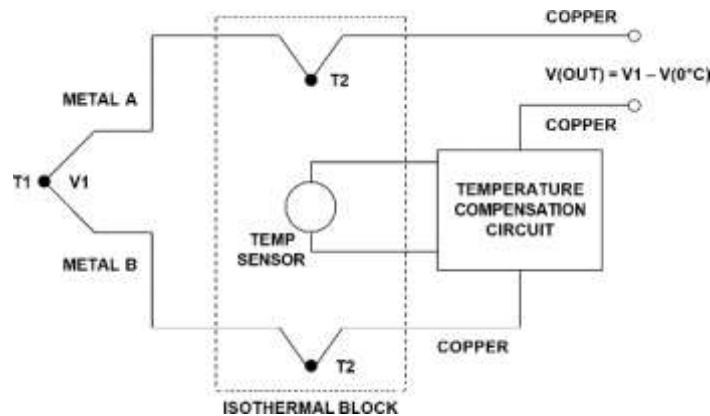 COPPER
T2
V(OUT) = V1 – V(0*C)
METAL A
COPPER
T1
V1
TEMPERATURE
COMPENSATION
CIRCUIT
TEMP
SENSOR
METAL B
COPPER
T2
ISOTHERMAL BLOCK